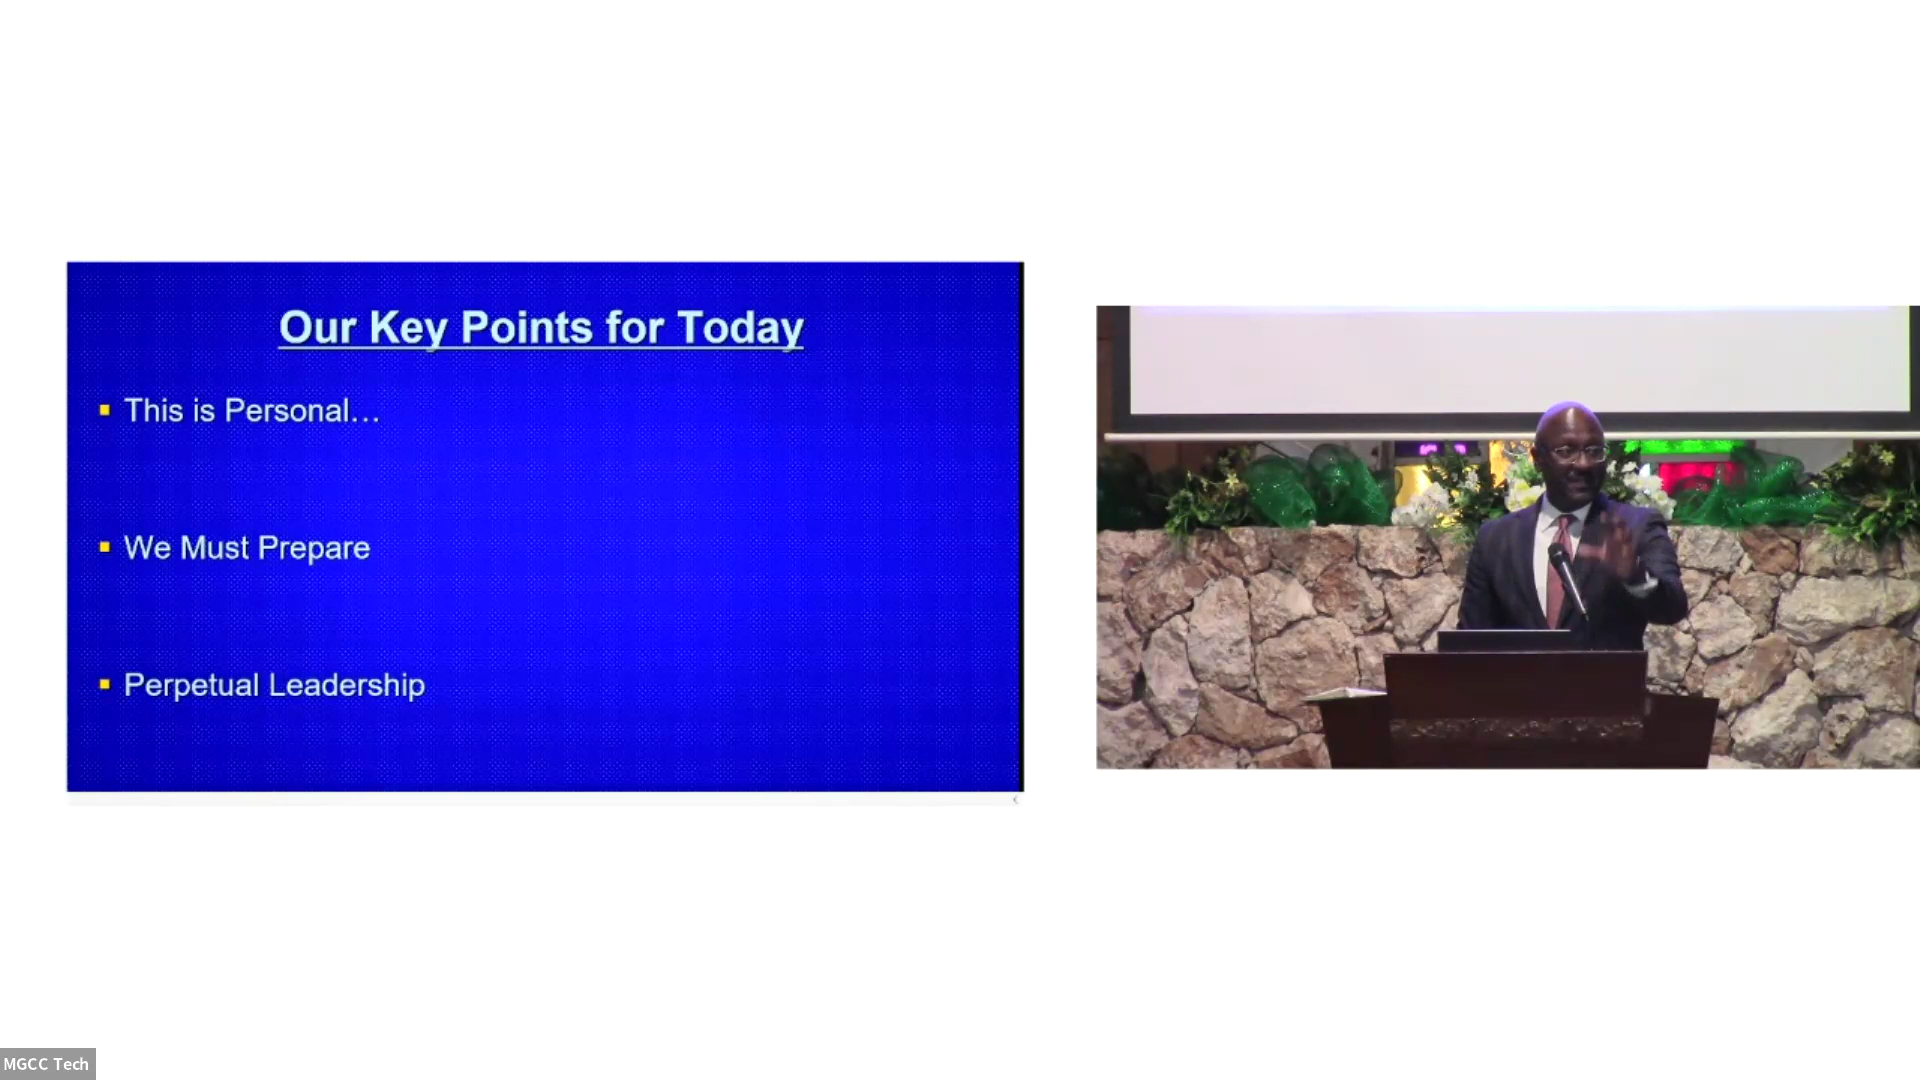 Our Key Points for Today
This is Personal…
We Must Prepare
Perpetual Leadership
MGCC Tech